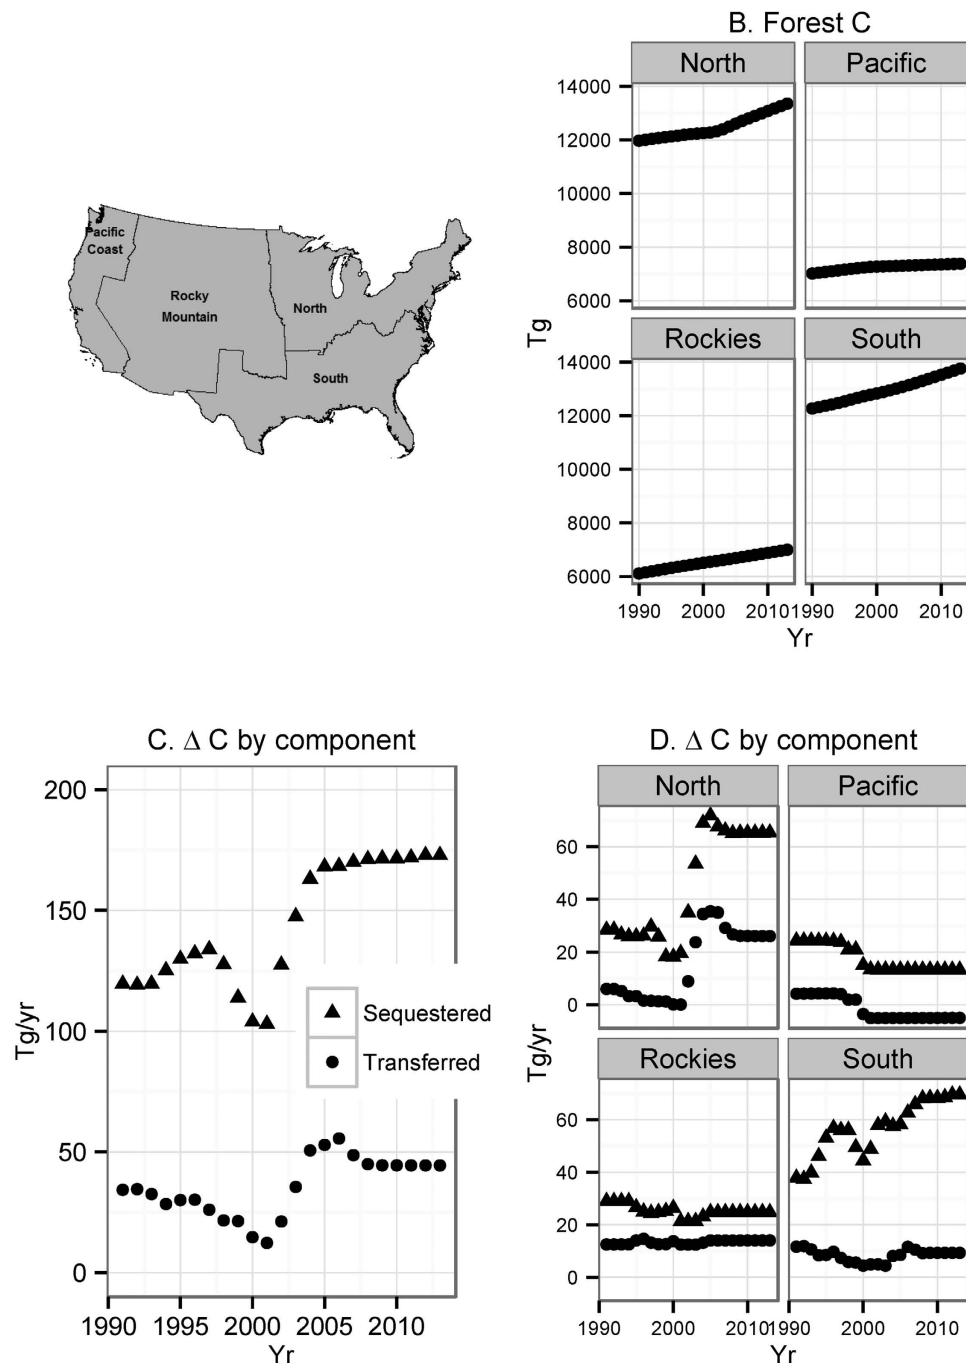 B. Forest C
North Pacific
14000
12000
10000
8000
6000
Pacific
Coast
Rocky
Mountain
North
South
Tg
Rockies South
14000
12000
10000
8000
6000
1990 2000 2010 1990 2000 2010
Yr
C. Δ C by component
200
150
100
50
0
Tg/yr
Sequestered
Transferred
1990 1995 2000 2005 2010
Yr
D. Δ C by component
North Pacific
60
40
20
0
Tg/yr
Rockies South
60
40
20
0
1990 2000 2010 1990 2000 2010
Yr